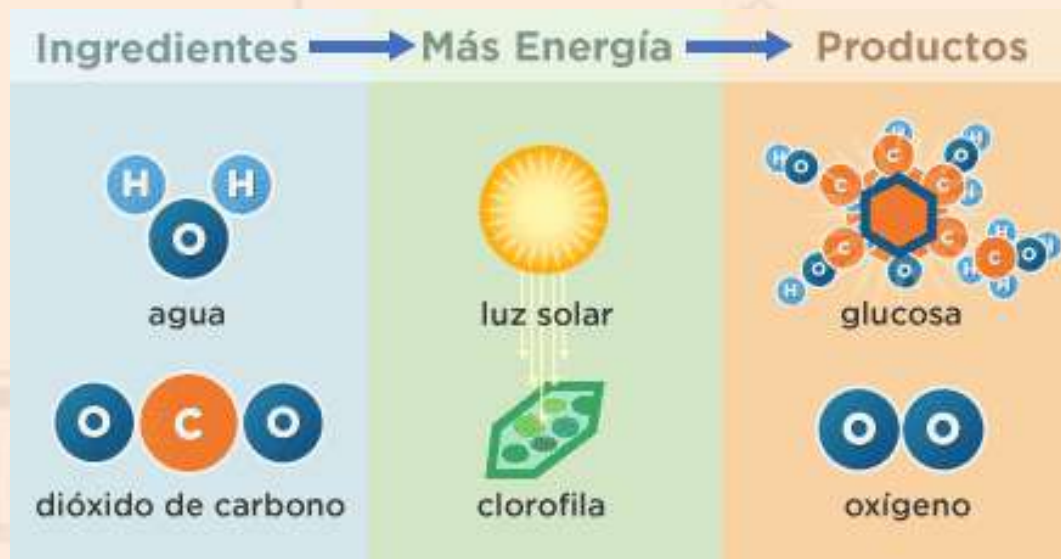 Ingredientes Más Energía Productos
H H
O
agua
O C O
dióxido de carbono
luz solar
clorofila
H
H O C O H
C C H
C C H H
H O O H C O
H
glucosa
O O
oxígeno